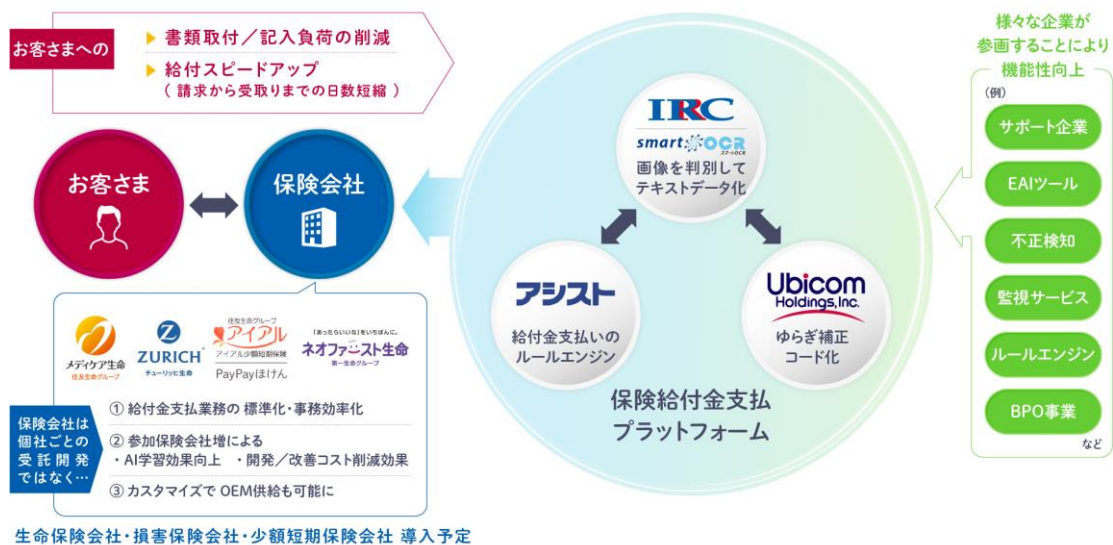 お客さまへの
▶ 書類取付／記入負荷の削減
▶ 給付スピードアップ
（ 請求から受取りまでの日数短縮 ）
お客さま
保険会社
IRC
smart OCR
スマートOCR
画像を判別して
テキストデータ化
アシスト
給付金支払いの
ルールエンジン
Ubicom
Holdings, Inc.
ゆらぎ補正
コード化
保険給付金支払
プラットフォーム
様々な企業が
参画することにより
機能性向上
（例）
サポート企業
EAIツール
不正検知
監視サービス
ルールエンジン
BPO事業
など
メディケア生命
住友生命グループ
Z
ZURICH
チューリッヒ生命
住友生命グループ
アイアル
アイアル少額短期保険
PayPayほけん
「あったらいいな」をいちばんに。
ネオファースト生命
第一生命グループ
保険会社は
個社ごとの
受託開発
ではなく…
① 給付金支払業務の 標準化・事務効率化
② 参加保険会社増による
・AI学習効果向上 ・開発／改善コスト削減効果
③ カスタマイズで OEM供給も可能に
生命保険会社・損害保険会社・少額短期保険会社 導入予定